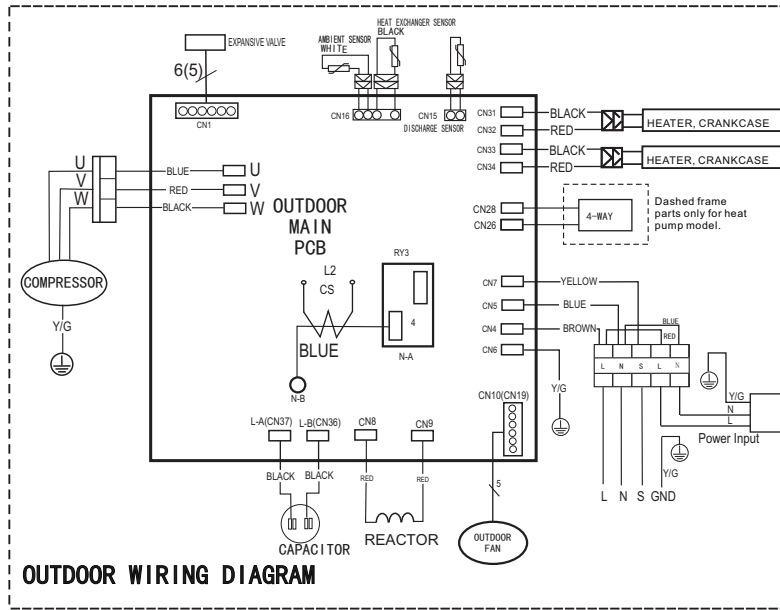 HEAT EXCHANGER SENSOR
BLACK
AMBIENT SENSOR
WHITE
EXPANSIVE VALVE
6(5)
CN1
CN16
CN15
DISCHARGE SENSOR
CN31
BLACK
HEATER, CRANKCASE
CN32
RED
CN33
BLACK
HEATER, CRANKCASE
CN34
RED
U
BLUE
U
V
RED
V
W
BLACK
W
OUTDOOR
MAIN
PCB
CN28
CN26
4-WAY
Dashed frame
parts only for heat
pump model.
RY3
L2
CS
4
BLUE
N-A
N-B
COMPRESSOR
Y/G
CN7
YELLOW
CN5
BLUE
CN4
BROWN
CN6
Y/G
BLUE
RED
L N S L N
Y/G
N
L
Power Input
Y/G
L N S GND
CN10(CN19)
5
OUTDOOR
FAN
L-A(CN37)
L-B(CN36)
CN8
CN9
BLACK
BLACK
RED
RED
CAPACITOR
REACTOR
OUTDOOR WIRING DIAGRAM